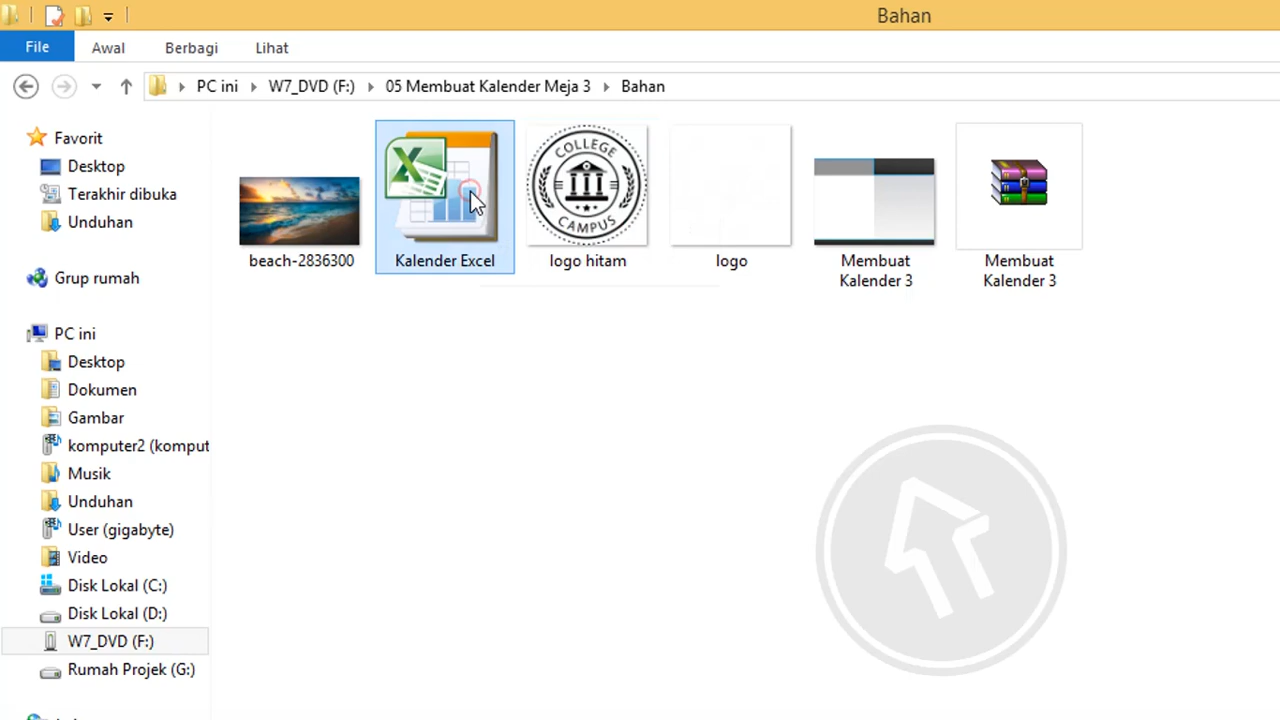 Bahan
File Awal Berbagi Lihat
PC ini W7_DVD (F:) 05 Membuat Kalender Meja 3 Bahan
Favorit
Desktop
Terakhir dibuka
Unduhan
Grup rumah
PC ini
Desktop
Dokumen
Gambar
komputer2 (komput
Musik
Unduhan
User (gigabyte)
Video
Disk Lokal (C:)
Disk Lokal (D:)
W7_DVD (F:)
Rumah Projek (G:)
COLLEGE
CAMPUS
beach-2836300
Kalender Excel
logo hitam
logo
Membuat
Kalender 3
Membuat
Kalender 3